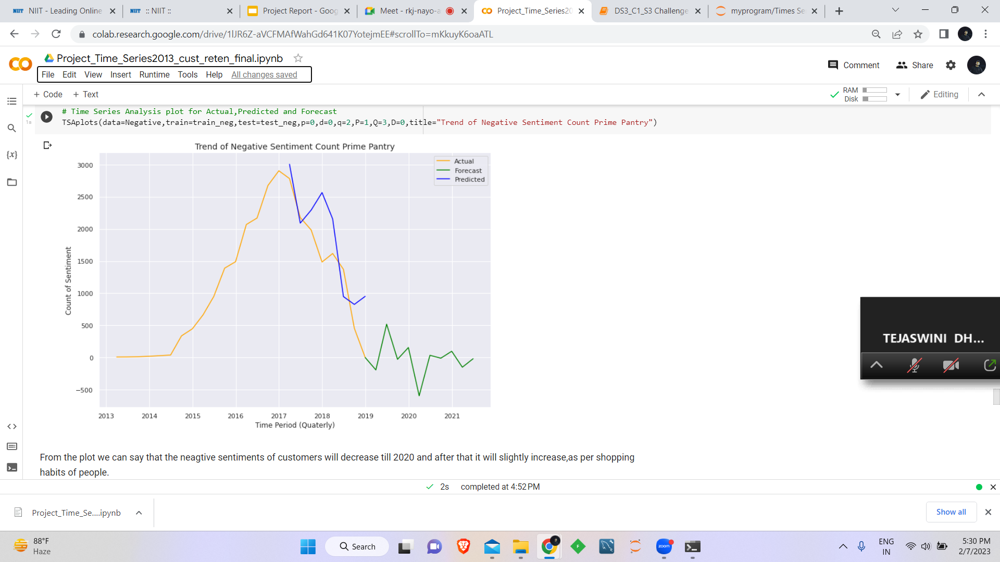 NIIT NIIT - Leading Online
NIIT :: NIIT ::
Project Report - Goog
Meet - rkj-nayo-a
Project_Time_Series20
DS3_C1_S3 Challenge
myprogram/Times Se
colab.research.google.com/drive/1lJR6Z-aVCFMAfWahGd641K07YotejmEE#scrollTo=mKkuyK6oaATL
Project_Time_Series2013_cust_reten_final.ipynb
File Edit View Insert Runtime Tools Help All changes saved
Comment Share
+ Code + Text
RAM
Disk
Editing
1s
# Time Series Analysis plot for Actual,Predicted and Forecast
TSAplots(data=Negative,train=train_neg,test=test_neg,p=0,d=0,q=2,P=1,Q=3,D=0,title="Trend of Negative Sentiment Count Prime Pantry")
{x}
Trend of Negative Sentiment Count Prime Pantry
Actual
Forecast
Predicted
3000
2500
2000
1500
1000
500
0
−500
Count of Sentiment
2013 2014 2015 2016 2017 2018 2019 2020 2021
Time Period (Quaterly)
TEJASWINI DH...
From the plot we can say that the neagtive sentiments of customers will decrease till 2020 and after that it will slightly increase,as per shopping
habits of people.
2s completed at 4:52 PM
Project_Time_Se....ipynb
Show all
88°F
Haze
Search
zoom
ENG
IN
5:30 PM
2/7/2023